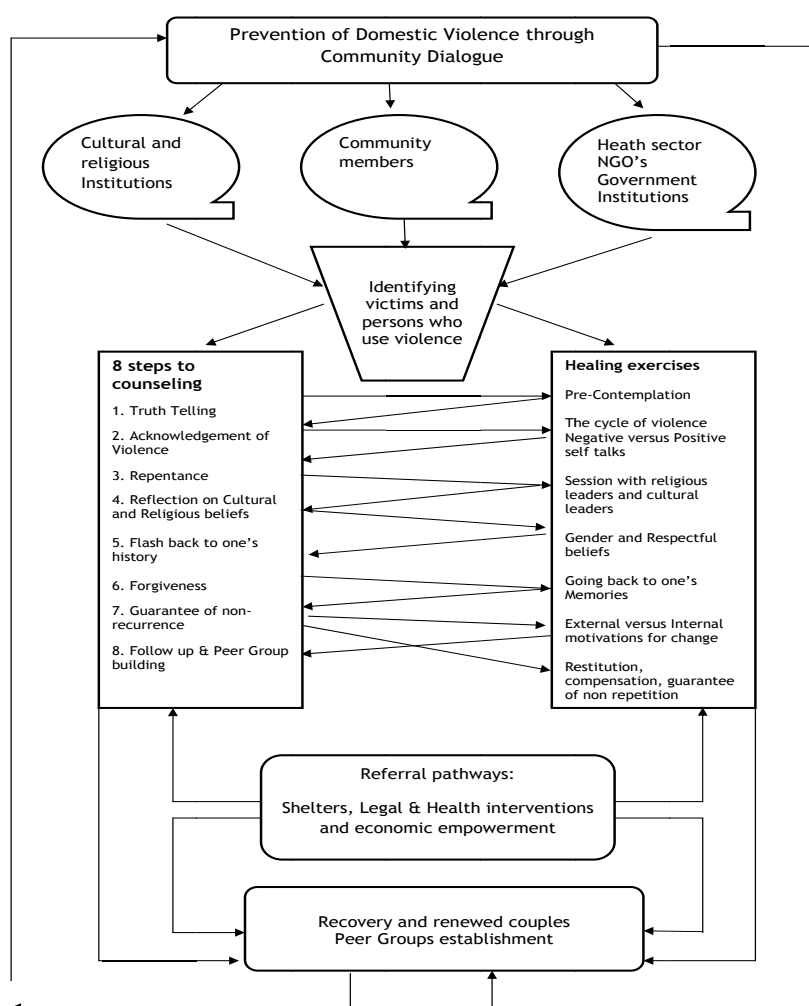 Prevention of Domestic Violence through
Community Dialogue
Cultural and
religious
Institutions
Community
members
Heath sector
NGO's
Government
Institutions
Identifying
victims and
persons who
use violence
8 steps to
counseling
1. Truth Telling
2. Acknowledgement of
Violence
3. Repentance
4. Reflection on Cultural
and Religious beliefs
5. Flash back to one's
history
6. Forgiveness
7. Guarantee of non-
recurrence
8. Follow up & Peer Group
building
Healing exercises
Pre-Contemplation
The cycle of violence
Negative versus Positive
self talks
Session with religious
leaders and cultural
leaders
Gender and Respectful
beliefs
Going back to one's
Memories
External versus Internal
motivations for change
Restitution,
compensation, guarantee
of non repetition
Referral pathways:
Shelters, Legal & Health interventions
and economic empowerment
Recovery and renewed couples
Peer Groups establishment